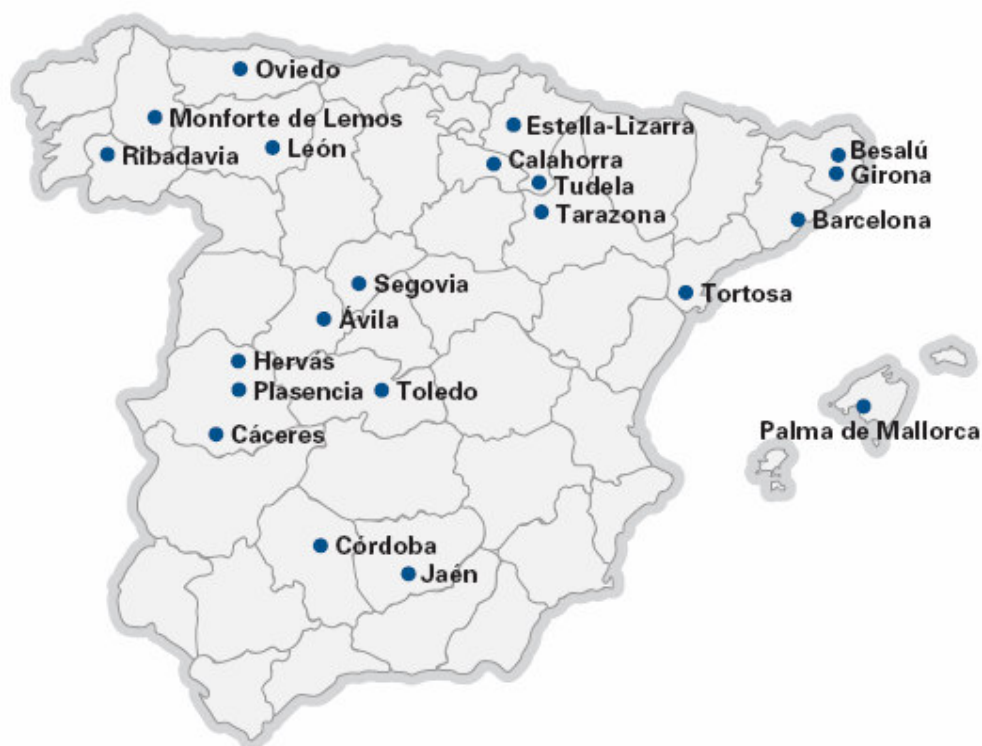 Oviedo
Monforte de Lemos
Estella-Lizarra
León
Ribadavia
Besalú
Calahorra
Girona
Tudela
Tarazona
Barcelona
Segovia
Tortosa
Ávila
Hervás
Plasencia
Toledo
Palma de Mallorca
Cáceres
Córdoba
Jaén